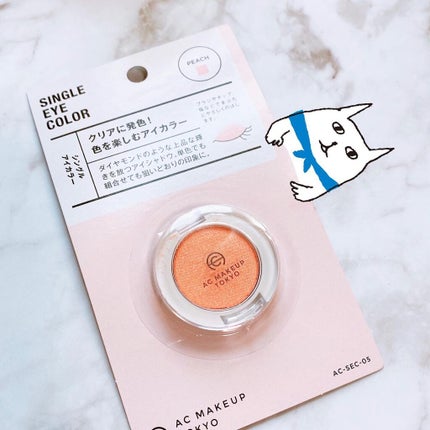 SINGLE
EYE
COLOR
PEACH
シングル
アイカラー
クリアに発色!
色を楽しむアイカラー
ダイヤモンドのような上品な輝
きを放つアイシャドウ。単色でも
組合せても狙いどおりの印象に。
AC MAKEUP
TOKYO
AC MAKEUP
TOKYO
AC-SEC-05